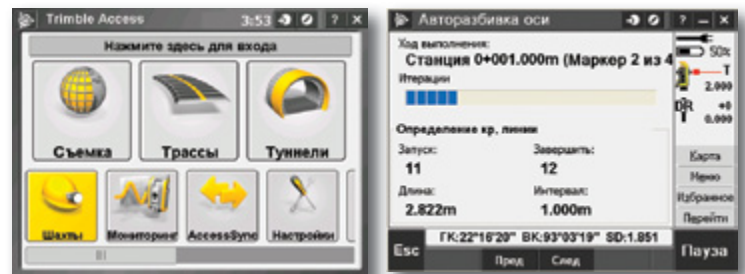 Trimble Access 3:53 ? X
Нажмите здесь для входа
Съемка Трассы Туннели
Шахты Мониторинг AccessSync Настройки
Авторазбивка оси ? – X
Ход выполнения:
Станция 0+001.000m (Маркер 2 из 4
Итерации
Определение кр, линии
Запуск: Завершить:
11 12
Длина: Интервал:
2.822m 1.000m
50%
T
2.000
DR +0
0.000
Карта
Меню
Избранное
Перейти
ГК:22°16'20" ВК:93°03'19" SD:1.851
Esc Пред След Пауза